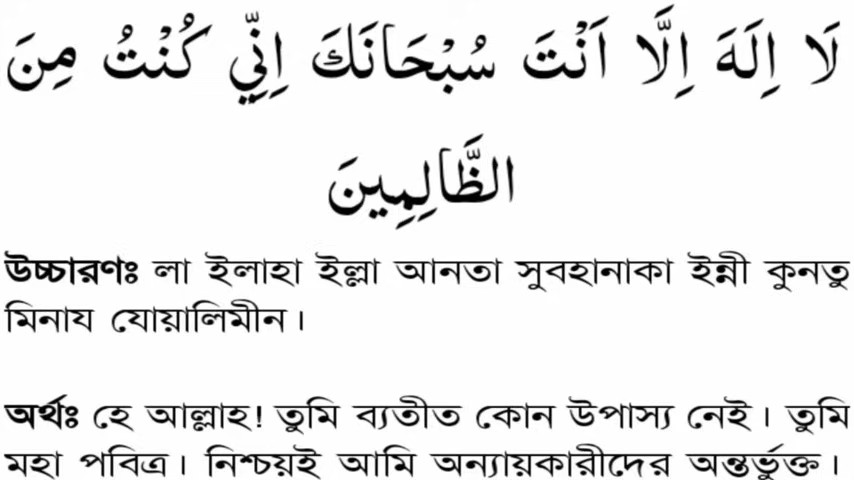 لَا اِلَهَ اِلَّا اَنْتَ سُبْحَانَكَ اِنِّي كُنْتُ مِنَ
الظَّالِمِينَ
উচ্চারণঃ লা ইলাহা ইল্লা আনতা সুবহানাকা ইন্নী কুনতু
মিনায যোয়ালিমীন।
অর্থঃ হে আল্লাহ! তুমি ব্যতীত কোন উপাস্য নেই। তুমি
মহা পবিত্র। নিশ্চয়ই আমি অন্যায়কারীদের অন্তর্ভুক্ত।